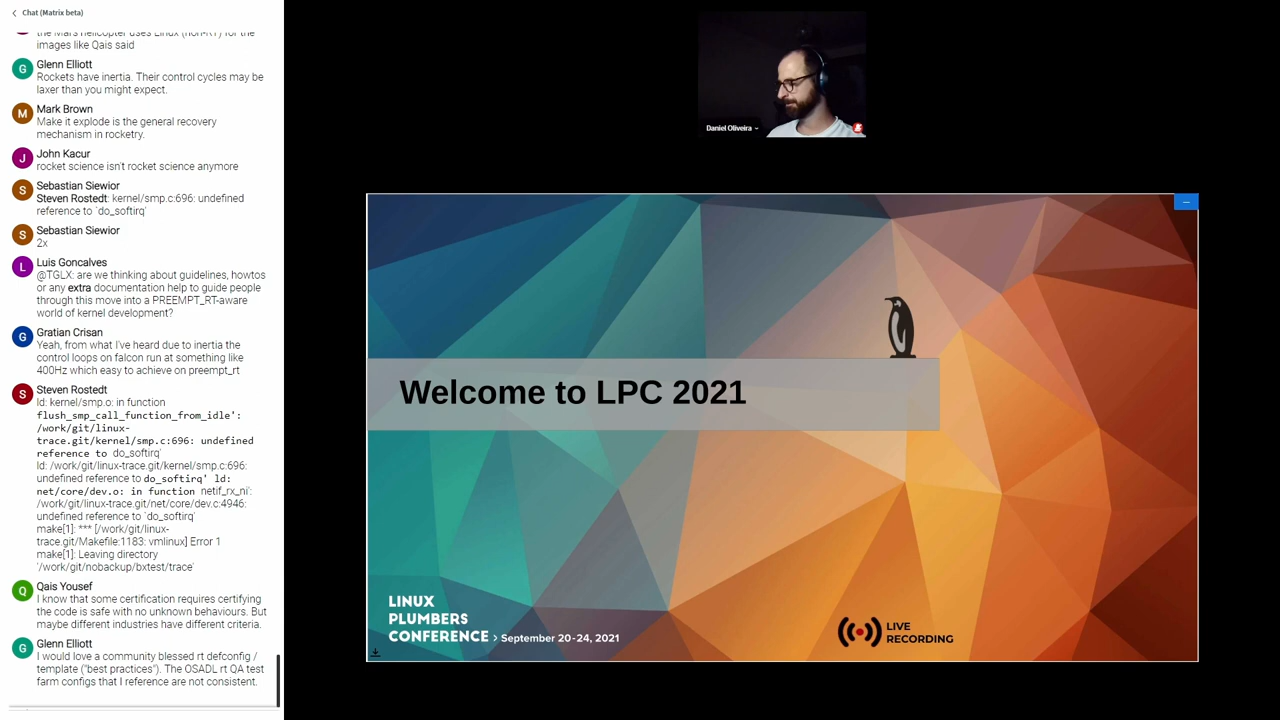 Chat (Matrix beta)
the Mars helicopter uses Linux (non-RT) for the
images like Qais said
Glenn Elliott
Rockets have inertia. Their control cycles may be
laxer than you might expect.
Mark Brown
Make it explode is the general recovery
mechanism in rocketry.
John Kacur
rocket science isn't rocket science anymore
Sebastian Siewior
Steven Rostedt: kernel/smp.c:696: undefined
reference to `do_softirq'
Sebastian Siewior
2x
Luis Goncalves
@TGLX: are we thinking about guidelines, howtos
or any extra documentation help to guide people
through this move into a PREEMPT_RT-aware
world of kernel development?
Gratian Crisan
Yeah, from what I've heard due to inertia the
control loops on falcon run at something like
400Hz which easy to achieve on preempt_rt
Steven Rostedt
ld: kernel/smp.o: in function
flush_smp_call_function_from_idle':
/work/git/linux-
trace.git/kernel/smp.c:696: undefined
reference to do_softirq'
ld: /work/git/linux-trace.git/kernel/smp.c:696:
undefined reference to do_softirq' ld:
net/core/dev.o: in function netif_rx_ni':
/work/git/linux-trace.git/net/core/dev.c:4946:
undefined reference to `do_softirq'
make[1]: *** [/work/git/linux-
trace.git/Makefile:1183: vmlinux] Error 1
make[1]: Leaving directory
'/work/git/nobackup/bxtest/trace'
Qais Yousef
I know that some certification requires certifying
the code is safe with no unknown behaviours. But
maybe different industries have different criteria.
Glenn Elliott
I would love a community blessed rt defconfig /
template ("best practices"). The OSADL rt QA test
farm configs that I reference are not consistent.
G
M
J
S
S
L
G
S
Q
G
Daniel Oliveira
Welcome to LPC 2021
LINUX
PLUMBERS
CONFERENCE > September 20-24, 2021
LIVE
RECORDING